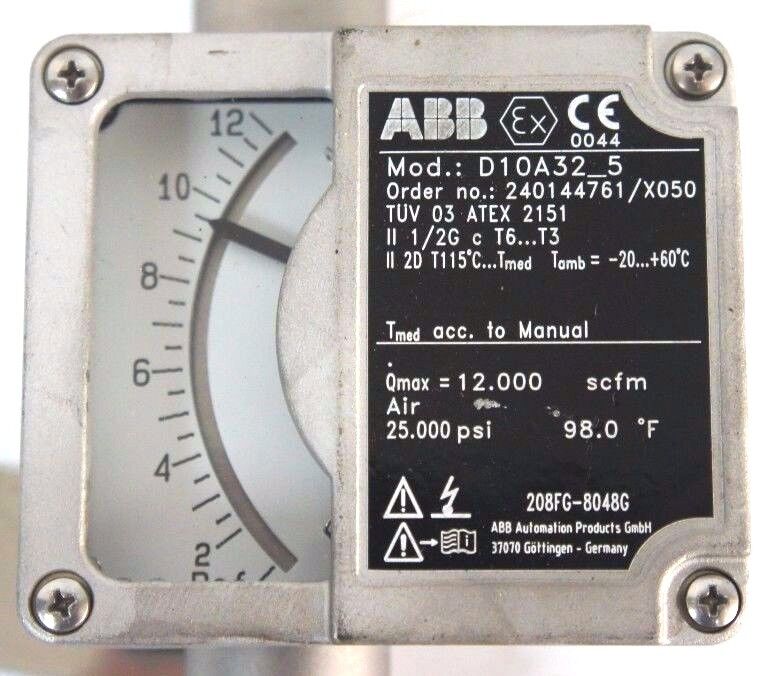 12
10
8
6
4
2
Ref
ABB Ex CE
0044
Mod.: D10A32_5
Order no.: 240144761/X050
TÜV 03 ATEX 2151
II 1/2G c T6...T3
II 2D T115°C...Tmed Tamb = -20...+60°C
Tmed acc. to Manual
.
Qmax = 12.000 scfm
Air
25.000 psi 98.0 °F
208FG-8048G
ABB Automation Products GmbH
37070 Göttingen - Germany